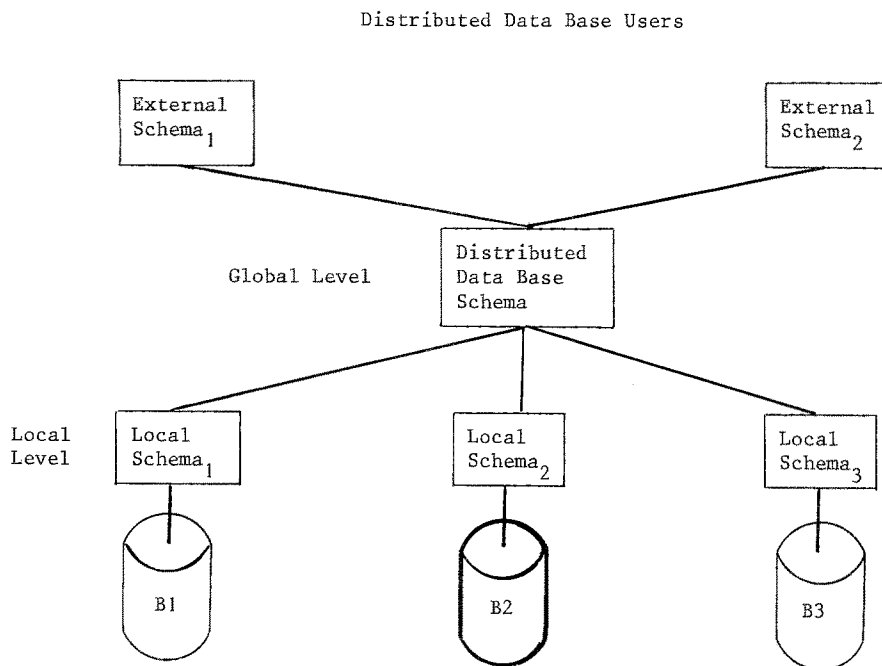 Distributed Data Base Users
External
Schema1
External
Schema2
Global Level
Distributed
Data Base
Schema
Local
Level
Local
Schema1
Local
Schema2
Local
Schema3
B1
B2
B3